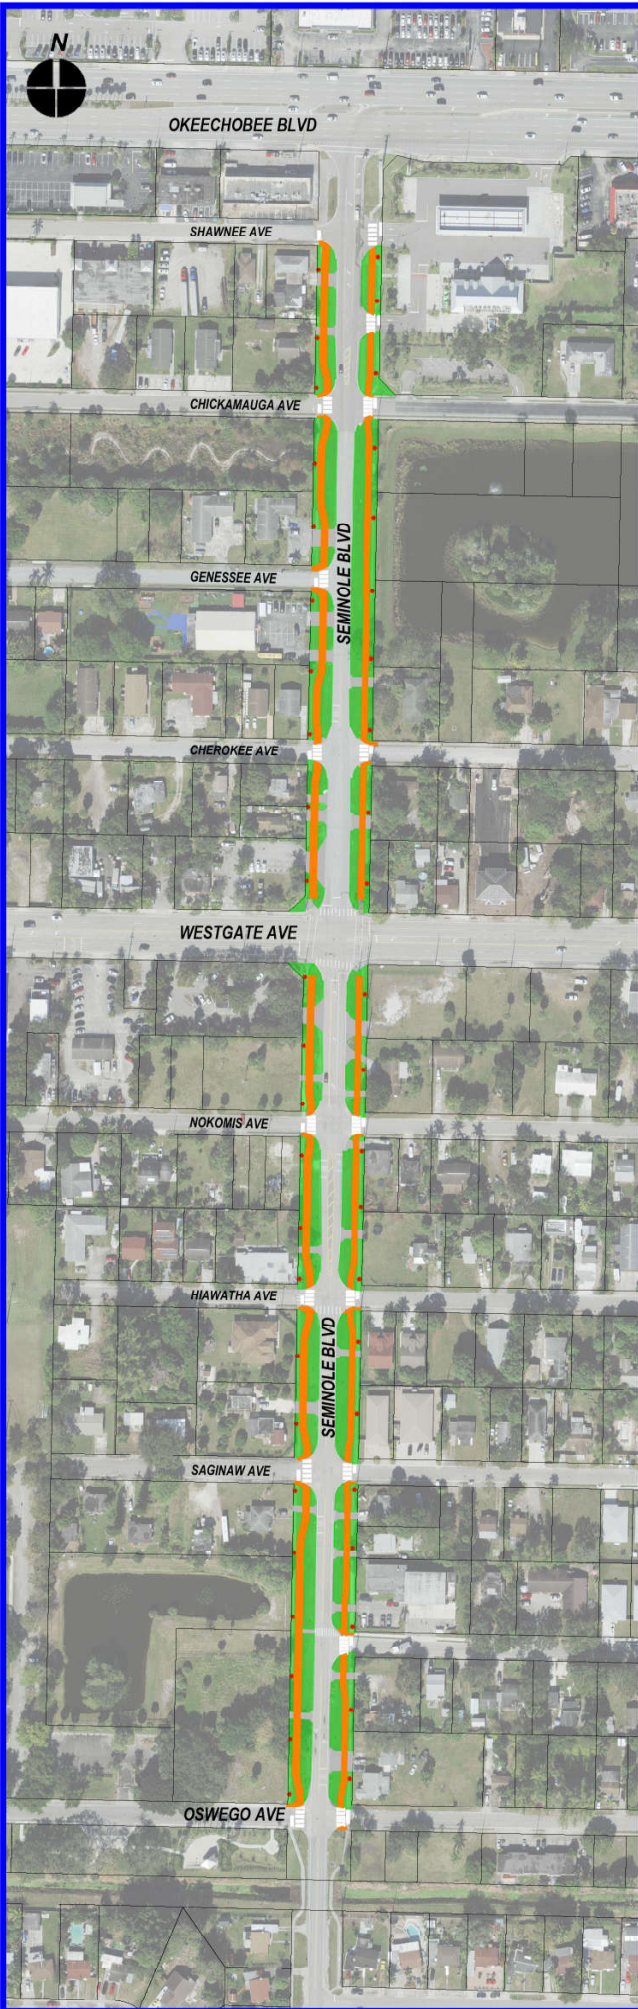 N
OKEECHOBEE BLVD
SHAWNEE AVE
CHICKAMAUGA AVE
SEMINOLE BLVD
GENESSEE AVE
CHEROKEE AVE
WESTGATE AVE
NOKOMIS AVE
HIAWATHA AVE
SEMINOLE BLVD
SAGINAW AVE
OSWEGO AVE